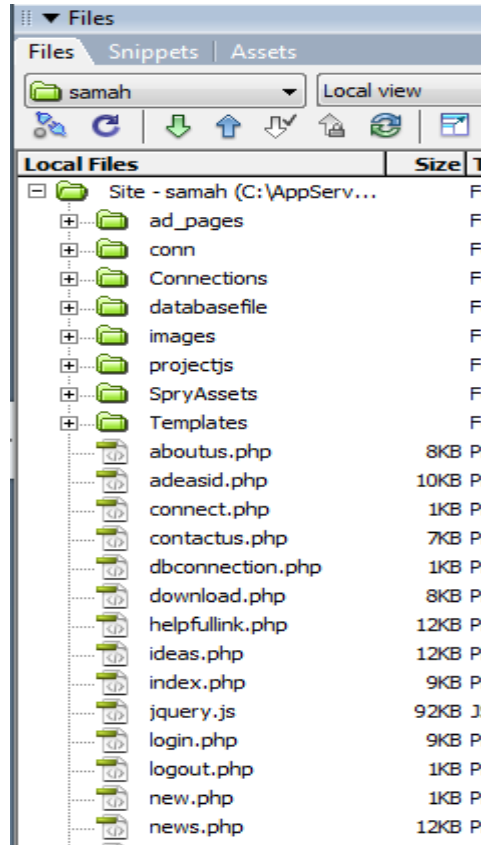 Files
Files Snippets Assets
samah Local view
Local Files Size T
Site - samah (C:\AppServ... F
ad_pages F
conn F
Connections F
databasefile F
images F
projectjs F
SpryAssets F
Templates F
aboutus.php 8KB P
adeasid.php 10KB P
connect.php 1KB P
contactus.php 7KB P
dbconnection.php 1KB P
download.php 8KB P
helpfullink.php 12KB P
ideas.php 12KB P
index.php 9KB P
jquery.js 92KB JS
login.php 9KB P
logout.php 1KB P
new.php 1KB P
news.php 12KB P